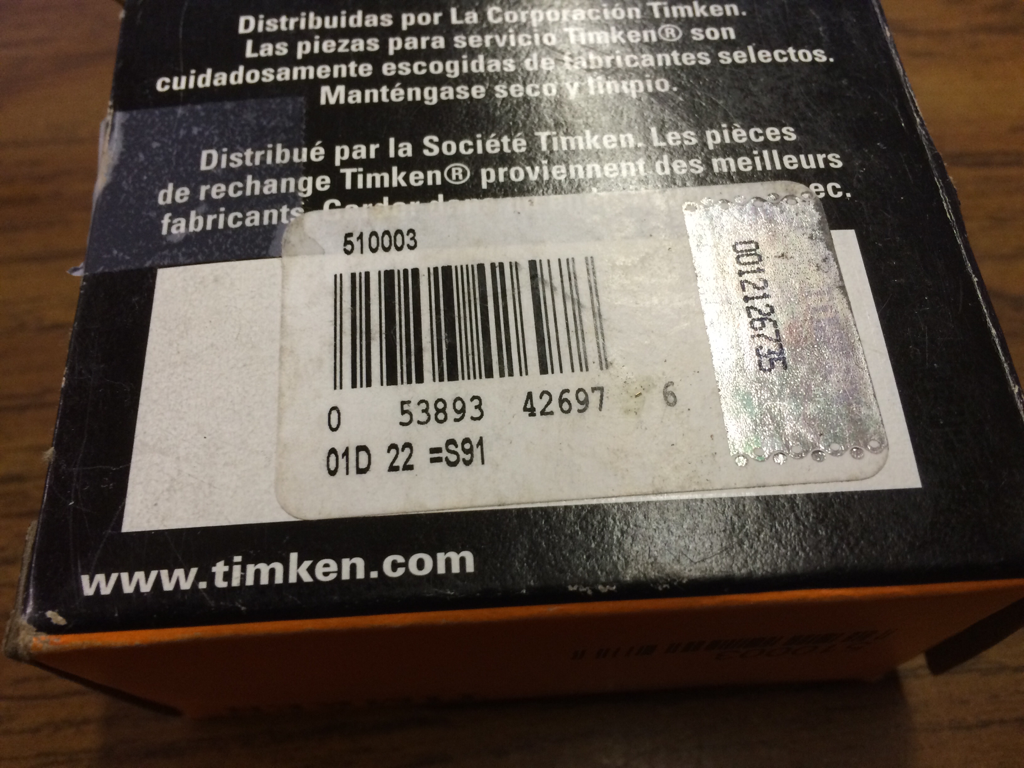 Distribuidas por La Corporación Timken.
Las piezas para servicio Timken® son
cuidadosamente escogidas de fabricantes selectos.
Manténgase seco y limpio.
Distribué par la Société Timken. Les pièces
de rechange Timken® proviennent des meilleurs
fabricants.
510003
0 53893 42697 6
01D 22 =S91
001212126735
www.timken.com
510003